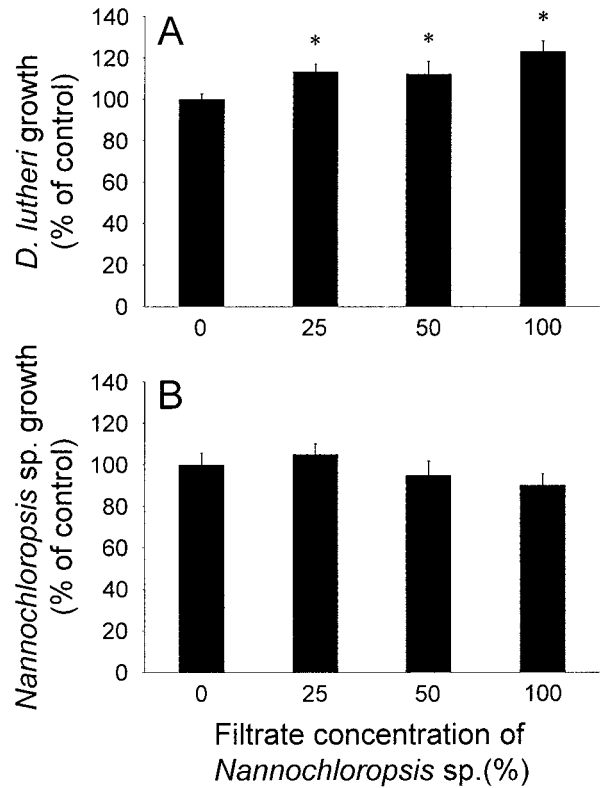 A
D. lutheri growth
(% of control)
140
120
100
80
60
40
20
0
*
*
*
0 25 50 100
B
Nannochloropsis sp. growth
(% of control)
140
120
100
80
60
40
20
0
0 25 50 100
Filtrate concentration of
Nannochloropsis sp.(%)